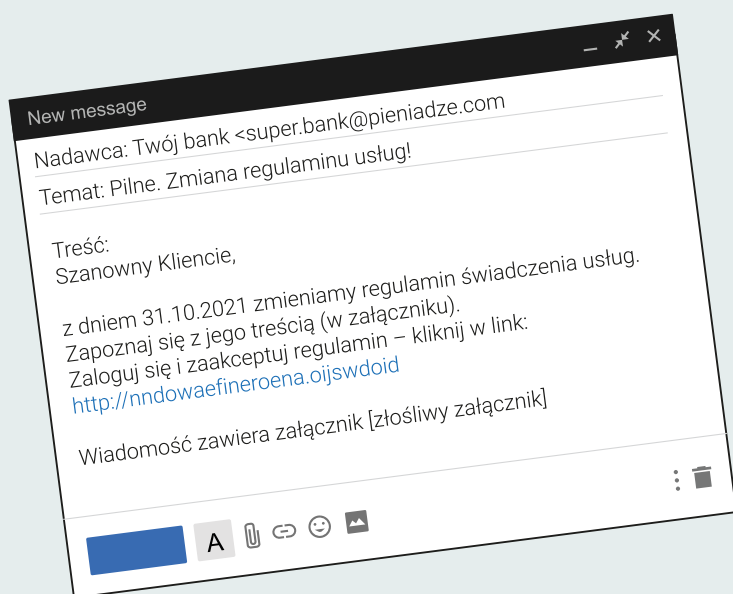 New message
Nadawca: Twój bank <super.bank@pieniadze.com
Temat: Pilne. Zmiana regulaminu usług!
Treść:
Szanowny Kliencie,
z dniem 31.10.2021 zmieniamy regulamin świadczenia usług.
Zapoznaj się z jego treścią (w załączniku).
Zaloguj się i zaakceptuj regulamin – kliknij w link:
http://nndowaefineroena.oijswdoid
Wiadomość zawiera załącznik [złośliwy załącznik]
A